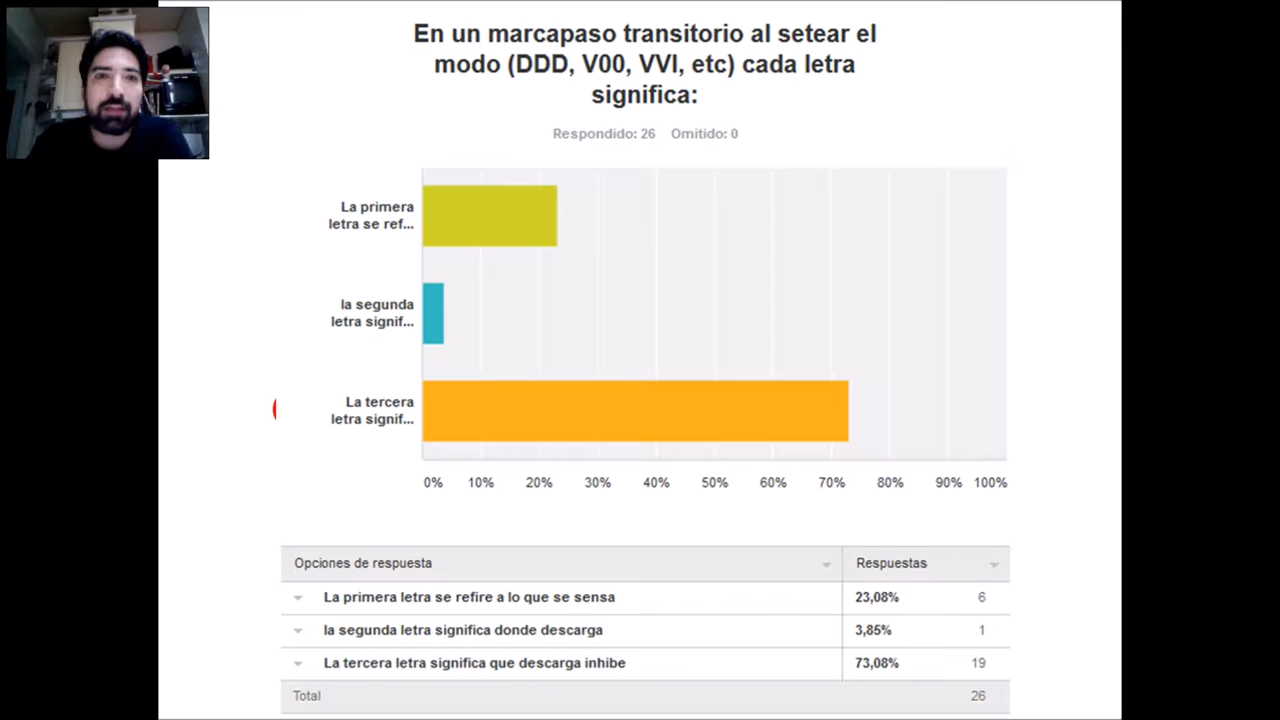 En un marcapaso transitorio al setear el
modo (DDD, V00, VVI, etc) cada letra
significa:
Respondido: 26 Omitido: 0
La primera
letra se ref...
la segunda
letra signif...
La tercera
letra signif...
0% 10% 20% 30% 40% 50% 60% 70% 80% 90% 100%
Opciones de respuesta Respuestas
La primera letra se refire a lo que se sensa 23,08% 6
la segunda letra significa donde descarga 3,85% 1
La tercera letra significa que descarga inhibe 73,08% 19
Total 26